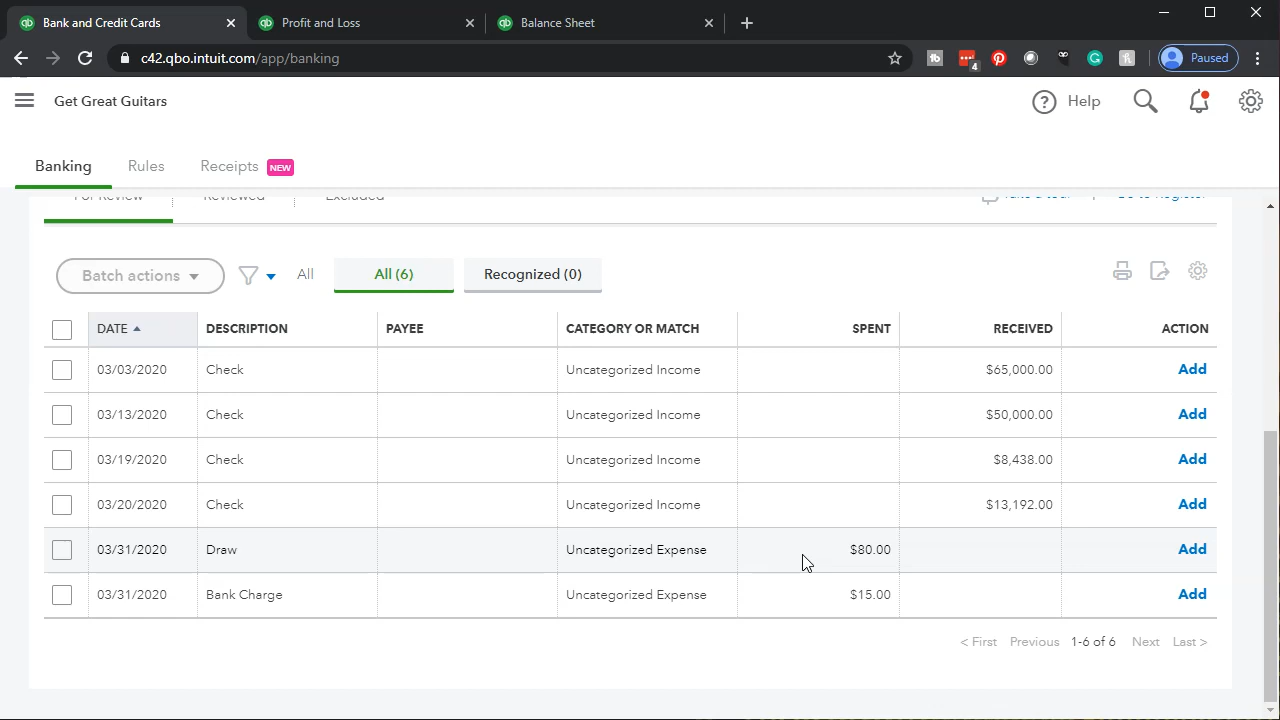 Bank and Credit Cards
Profit and Loss
Balance Sheet
c42.qbo.intuit.com/app/banking
4
Paused
Get Great Guitars
Help
Banking
Rules
Receipts NEW
For Review
Reviewed
Excluded
Take a tour
Go to Register
Batch actions
All
All (6)
Recognized (0)
DATE DESCRIPTION PAYEE CATEGORY OR MATCH SPENT RECEIVED ACTION
03/03/2020 Check Uncategorized Income $65,000.00 Add
03/13/2020 Check Uncategorized Income $50,000.00 Add
03/19/2020 Check Uncategorized Income $8,438.00 Add
03/20/2020 Check Uncategorized Income $13,192.00 Add
03/31/2020 Draw Uncategorized Expense $80.00 Add
03/31/2020 Bank Charge Uncategorized Expense $15.00 Add
< First Previous 1-6 of 6 Next Last >